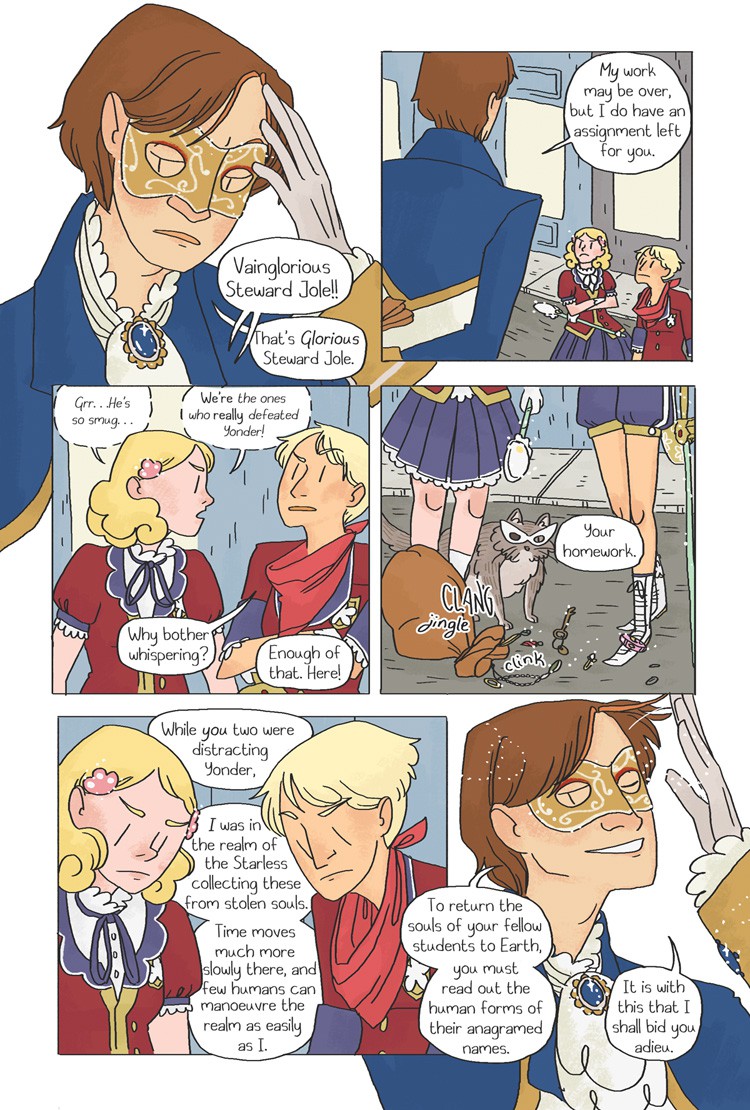 Vainglorious
Steward Jole!!
That's Glorious
Steward Jole.
My work
may be over,
but I do have an
assignment left
for you.
Grr. . .He's
so smug. . .
We're the ones
who really defeated
Yonder!
Why bother
whispering?
Enough of
that. Here!
Your
homework.
CLANG
jingle
clink
While you two were
distracting
Yonder,
I was in
the realm of
the Starless
collecting these
from stolen souls.
Time moves
much more
slowly there, and
few humans can
manoeuvre the
realm as easily
as I.
To return the
souls of your fellow
students to Earth,
you must
read out the
human forms of
their anagramed
names.
It is with
this that I
shall bid you
adieu.